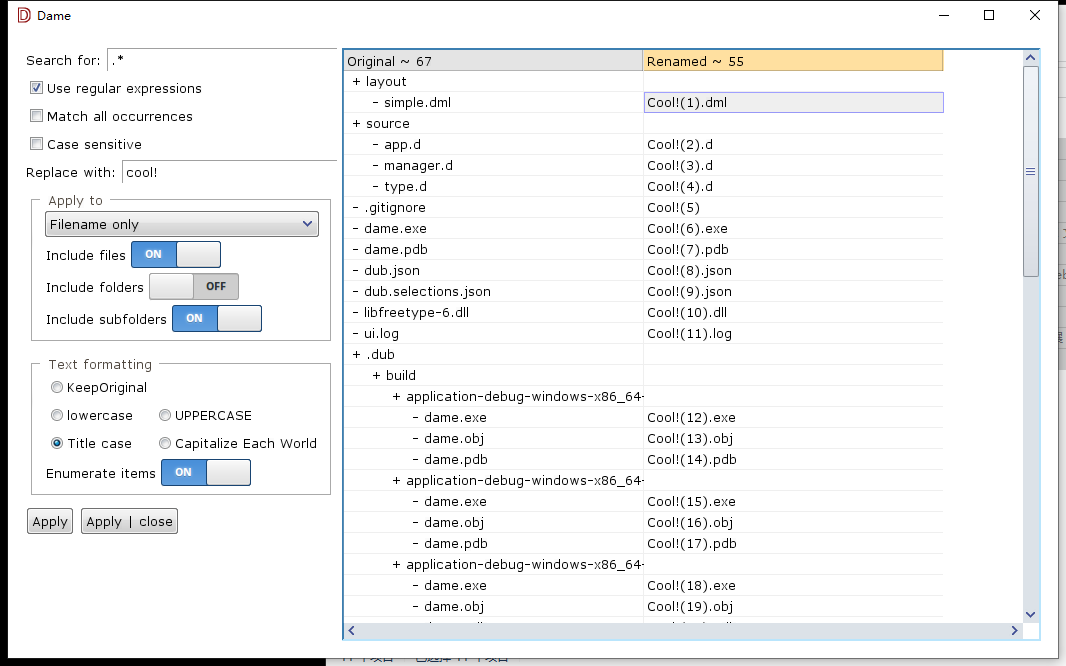 Dame
Search for: .*
Use regular expressions
Match all occurrences
Case sensitive
Replace with: cool!
Apply to
Filename only
Include files ON
Include folders OFF
Include subfolders ON
Text formatting
KeepOriginal
lowercase UPPERCASE
Title case Capitalize Each World
Enumerate items ON
Apply Apply | close
Original ~ 67 Renamed ~ 55
+ layout
- simple.dml Cool!(1).dml
+ source
- app.d Cool!(2).d
- manager.d Cool!(3).d
- type.d Cool!(4).d
- .gitignore Cool!(5)
- dame.exe Cool!(6).exe
- dame.pdb Cool!(7).pdb
- dub.json Cool!(8).json
- dub.selections.json Cool!(9).json
- libfreetype-6.dll Cool!(10).dll
- ui.log Cool!(11).log
+ .dub
+ build
+ application-debug-windows-x86_64-
- dame.exe Cool!(12).exe
- dame.obj Cool!(13).obj
- dame.pdb Cool!(14).pdb
+ application-debug-windows-x86_64-
- dame.exe Cool!(15).exe
- dame.obj Cool!(16).obj
- dame.pdb Cool!(17).pdb
+ application-debug-windows-x86_64-
- dame.exe Cool!(18).exe
- dame.obj Cool!(19).obj